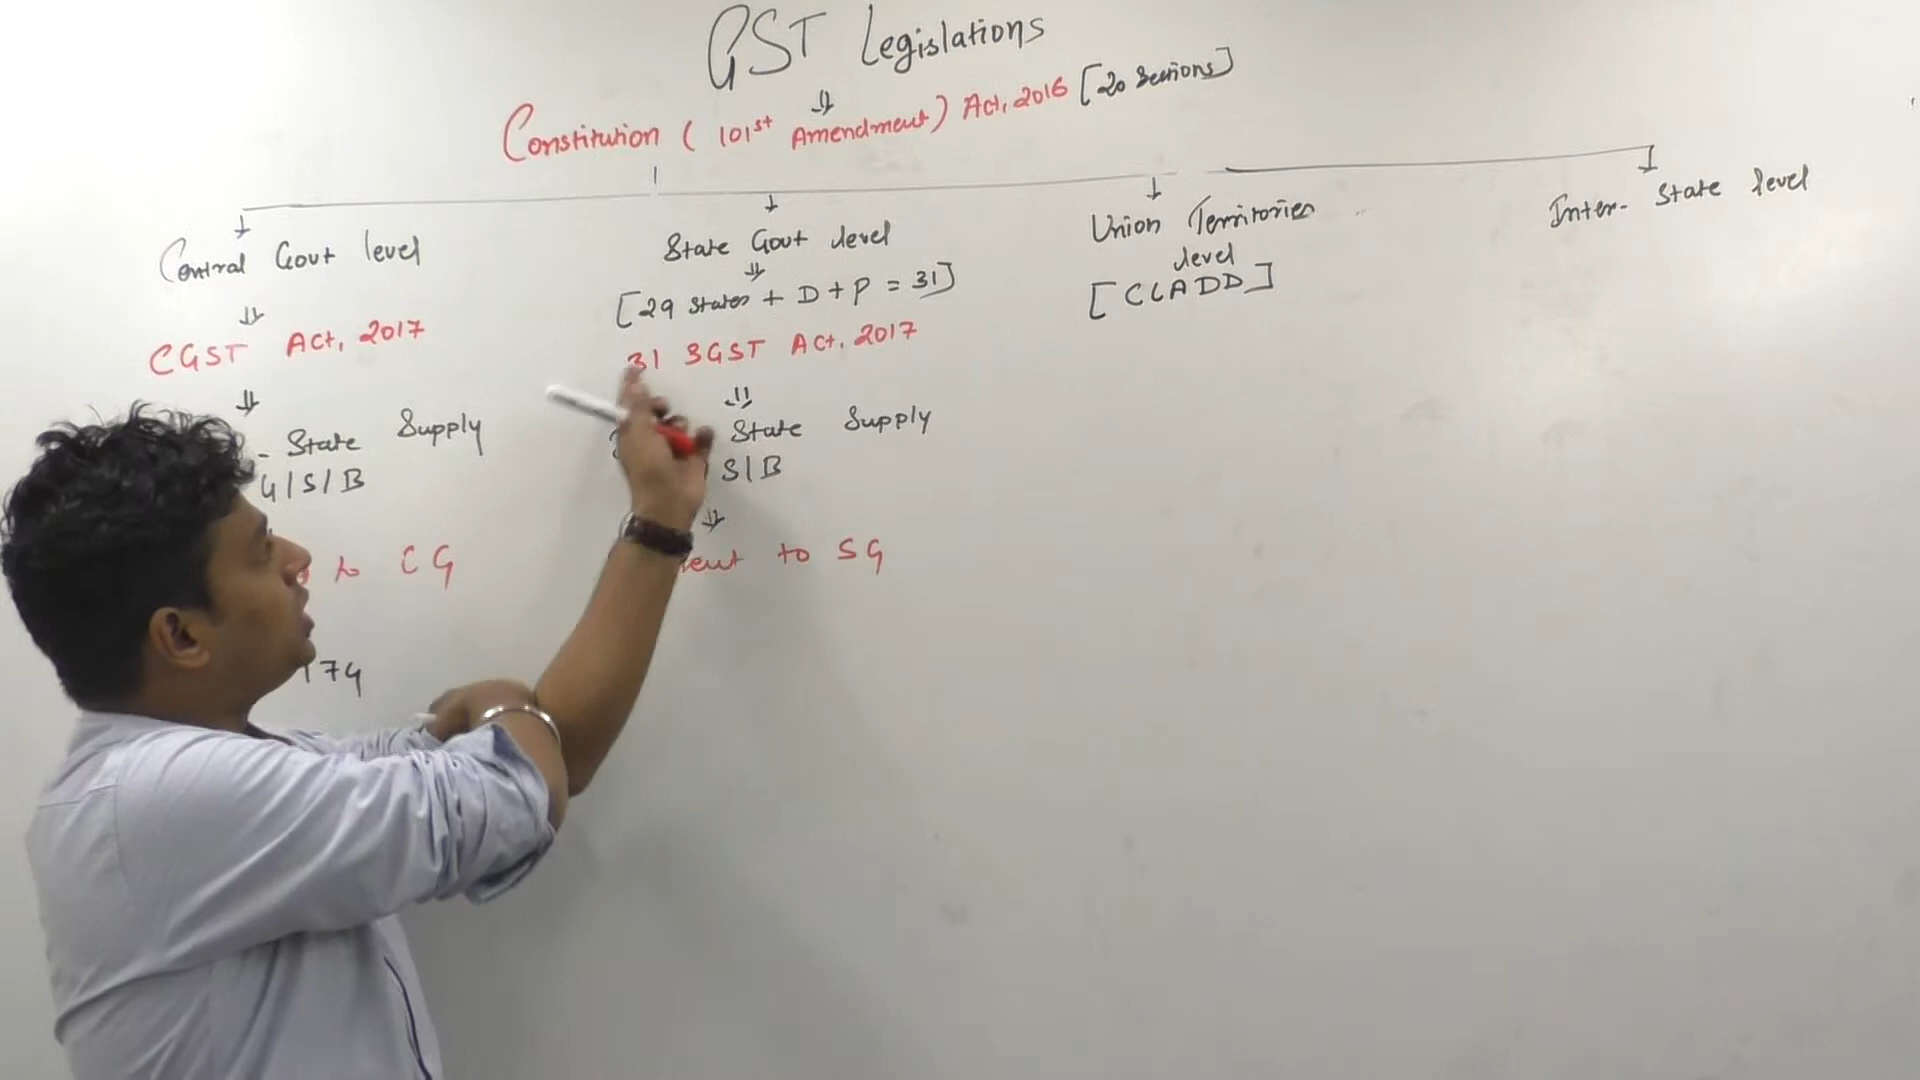 GST Legislations
Constitution (101st Amendment) Act, 2016 [20 Sections]
Central Govt level
CGST Act, 2017
- State Supply
G/S/B
to CG
174
State Govt level
[29 States + D + P = 31]
31 SGST Act, 2017
State Supply
S/B
to SG
Union Territories
level
[CLADD]
Inter-State level